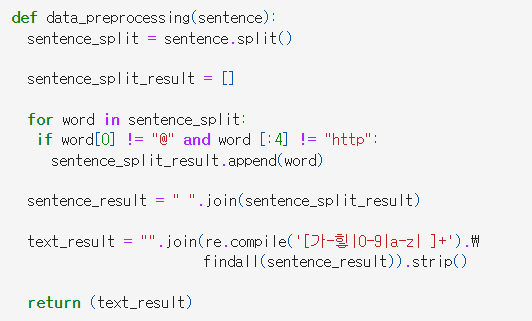 def data_preprocessing(sentence):
sentence_split = sentence.split()
sentence_split_result = []
for word in sentence_split:
if word[0] != "@" and word [:4] != "http":
sentence_split_result.append(word)
sentence_result = " ".join(sentence_split_result)
text_result = "".join(re.compile('[가-힣|0-9|a-z| ]+').₩
findall(sentence_result)).strip()
return (text_result)